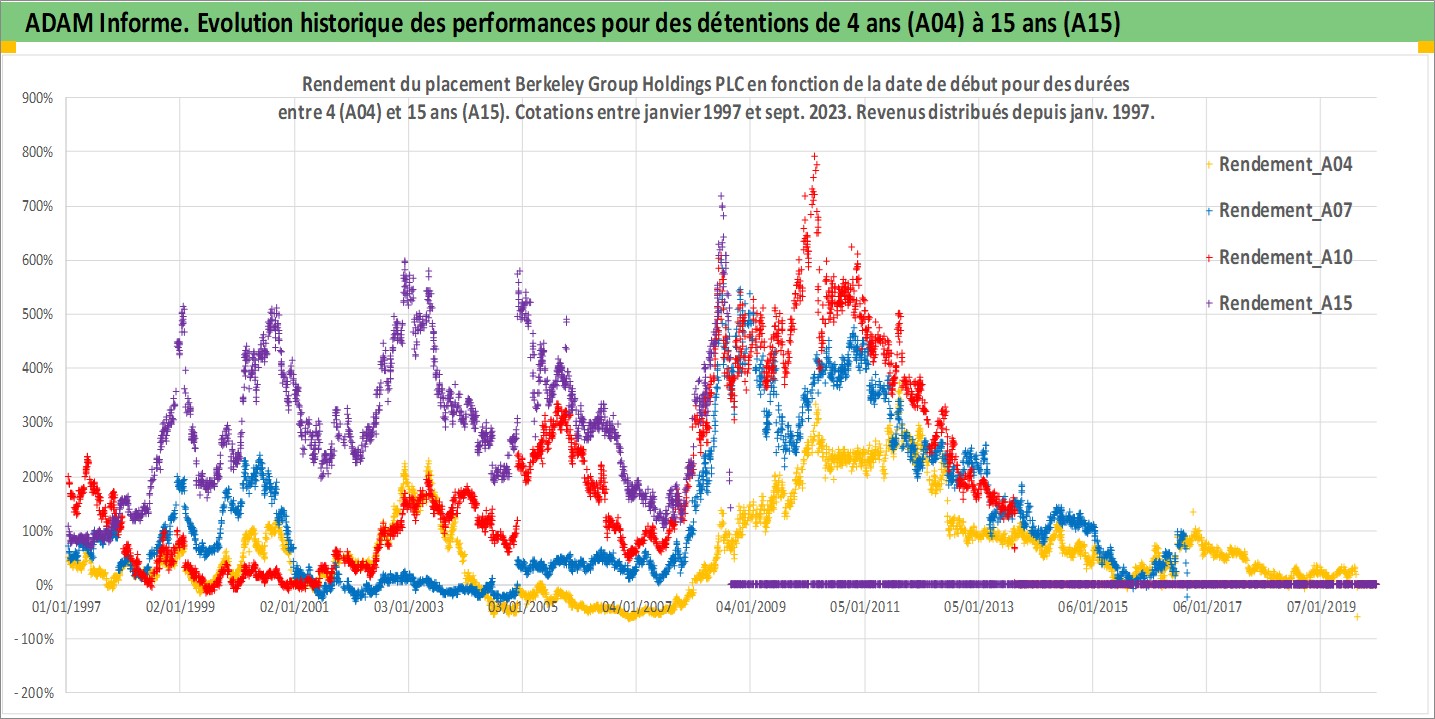 ADAM Informe. Evolution historique des performances pour des détentions de 4 ans (A04) à 15 ans (A15)
Rendement du placement Berkeley Group Holdings PLC en fonction de la date de début pour des durées
entre 4 (A04) et 15 ans (A15). Cotations entre janvier 1997 et sept. 2023. Revenus distribués depuis janv. 1997.
900%
800%
700%
600%
500%
400%
300%
200%
100%
0%
-100%
-200%
01/01/1997 02/01/1999 02/01/2001 03/01/2003 03/01/2005 04/01/2007 04/01/2009 05/01/2011 05/01/2013 06/01/2015 06/01/2017 07/01/2019
Rendement_A04
Rendement_A07
Rendement_A10
Rendement_A15